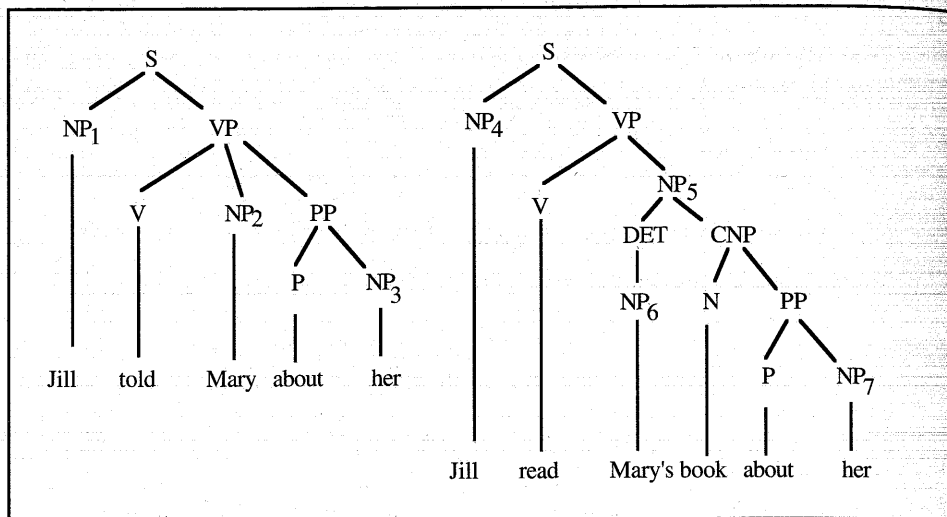 S S
NP1 VP NP4 VP
V NP2 PP V NP5
DET CNP
P NP3 NP6 N PP
Jill told Mary about her P NP7
Jill read Mary's book about her